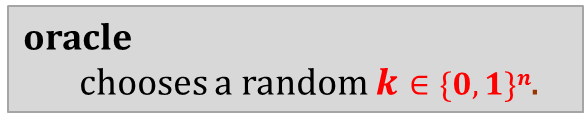 oracle
chooses a random k ∈ {0, 1}ⁿ.